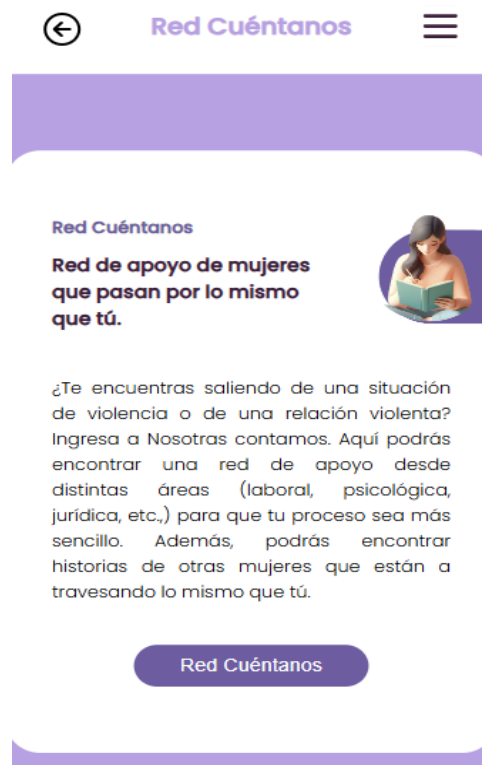 Red Cuéntanos
Red Cuéntanos
Red de apoyo de mujeres
que pasan por lo mismo
que tú.
¿Te encuentras saliendo de una situación
de violencia o de una relación violenta?
Ingresa a Nosotras contamos. Aquí podrás
encontrar una red de apoyo desde
distintas áreas (laboral, psicológica,
jurídica, etc.,) para que tu proceso sea más
sencillo. Además, podrás encontrar
historias de otras mujeres que están a
travesando lo mismo que tú.
Red Cuéntanos